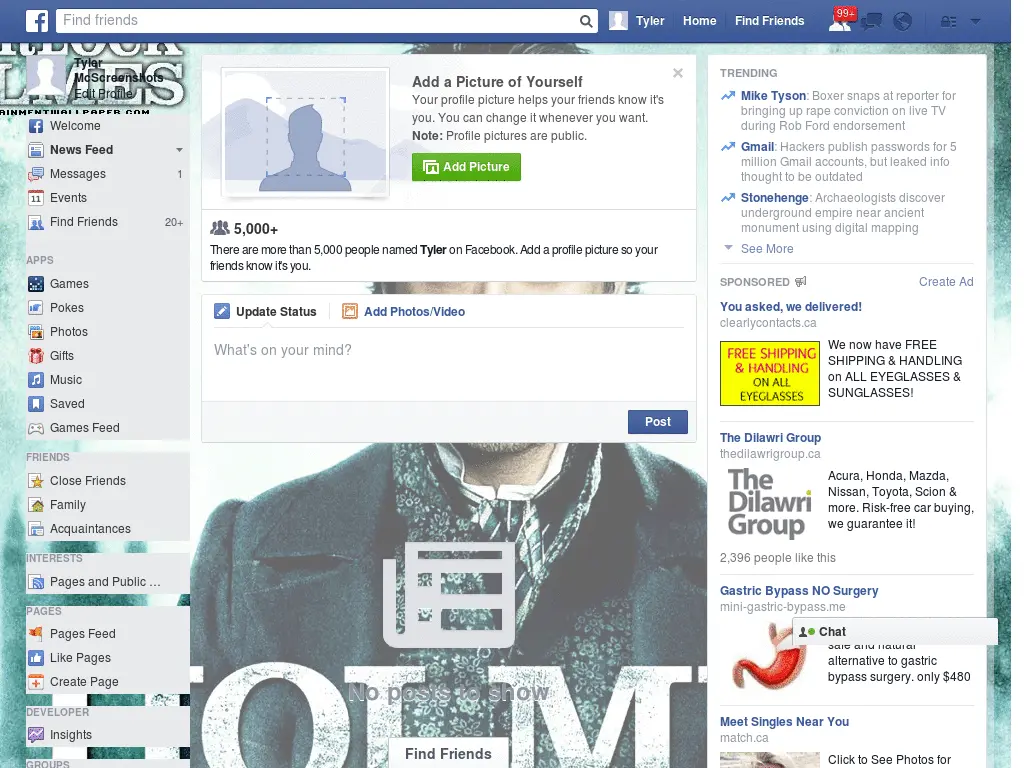 Find friends
Tyler
Home
Find Friends
99+
Tyler
McScreenshots
Edit Profile
Welcome
News Feed
Messages
1
11
Events
Find Friends
20+
APPS
Games
Pokes
Photos
Gifts
Music
Saved
Games Feed
FRIENDS
Close Friends
Family
Acquaintances
INTERESTS
Pages and Public ...
PAGES
Pages Feed
Like Pages
Create Page
DEVELOPER
Insights
GROUPS
Add a Picture of Yourself
Your profile picture helps your friends know it's
you. You can change it whenever you want.
Note: Profile pictures are public.
Add Picture
5,000+
There are more than 5,000 people named Tyler on Facebook. Add a profile picture so your
friends know it's you.
Update Status
Add Photos/Video
What's on your mind?
Post
No posts to show
Find Friends
TRENDING
Mike Tyson: Boxer snaps at reporter for
bringing up rape conviction on live TV
during Rob Ford endorsement
Gmail: Hackers publish passwords for 5
million Gmail accounts, but leaked info
thought to be outdated
Stonehenge: Archaeologists discover
underground empire near ancient
monument using digital mapping
See More
SPONSORED
Create Ad
You asked, we delivered!
clearlycontacts.ca
FREE SHIPPING
& HANDLING
ON ALL
EYEGLASSES
We now have FREE
SHIPPING & HANDLING
on ALL EYEGLASSES &
SUNGLASSES!
The Dilawri Group
thedilawrigroup.ca
The
Dilawri
Group
Acura, Honda, Mazda,
Nissan, Toyota, Scion &
more. Risk-free car buying,
we guarantee it!
2,396 people like this
Gastric Bypass NO Surgery
mini-gastric-bypass.me
Chat
safe and natural
alternative to gastric
bypass surgery. only $480
Meet Singles Near You
match.ca
Click to See Photos for